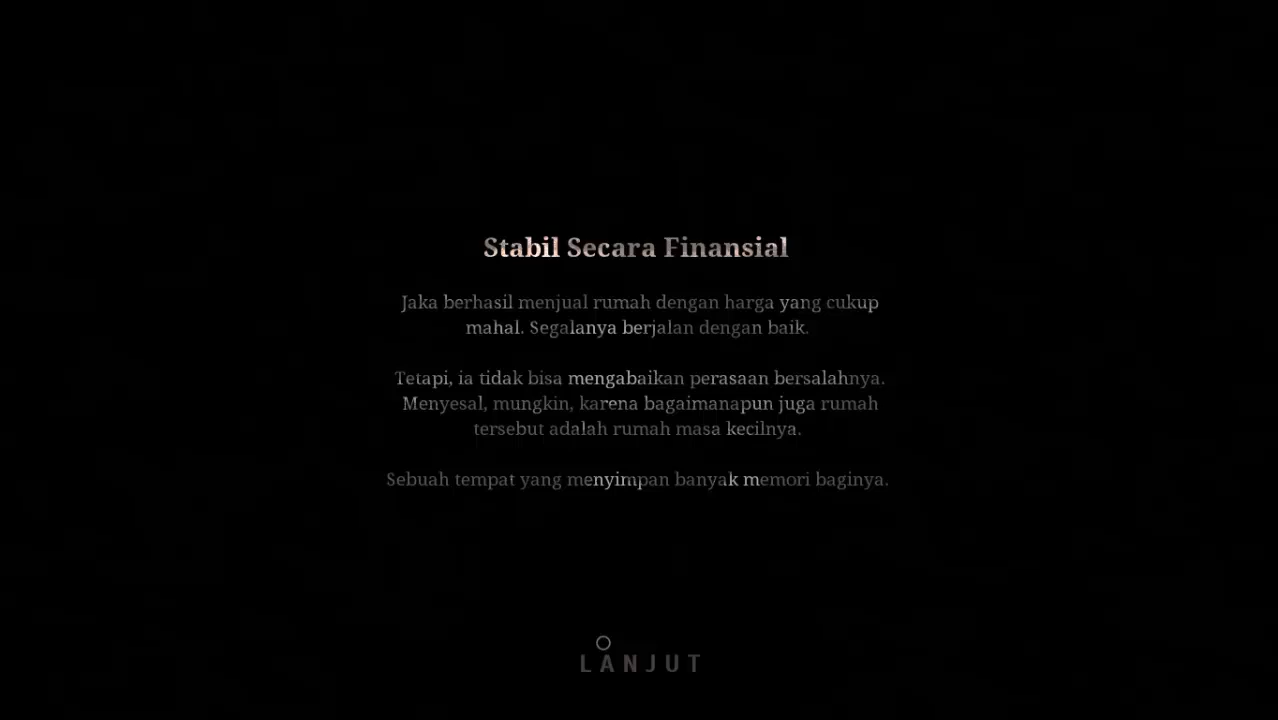 Stabil Secara Finansial
Jaka berhasil menjual rumah dengan harga yang cukup
mahal. Segalanya berjalan dengan baik.
Tetapi, ia tidak bisa mengabaikan perasaan bersalahnya.
Menyesal, mungkin, karena bagaimanapun juga rumah
tersebut adalah rumah masa kecilnya.
Sebuah tempat yang menyimpan banyak memori baginya.
LANJUT